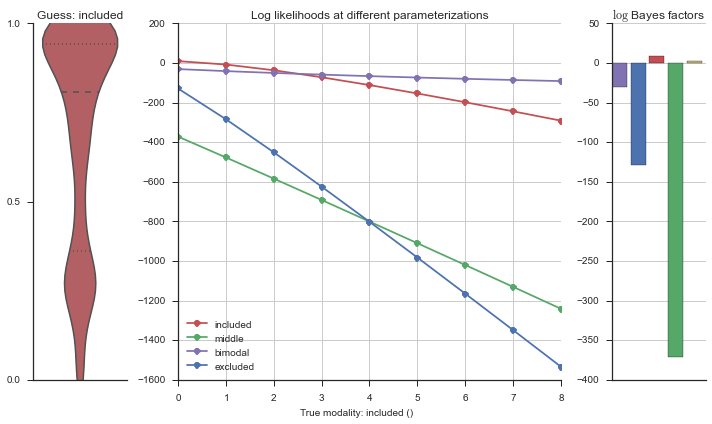 Guess: included
1.0
0.5
0.0
Log likelihoods at different parameterizations
200
0
−200
−400
−600
−800
−1000
−1200
−1400
−1600
included
middle
bimodal
excluded
0 1 2 3 4 5 6 7 8
True modality: included ()
log Bayes factors
50
0
−50
−100
−150
−200
−250
−300
−350
−400